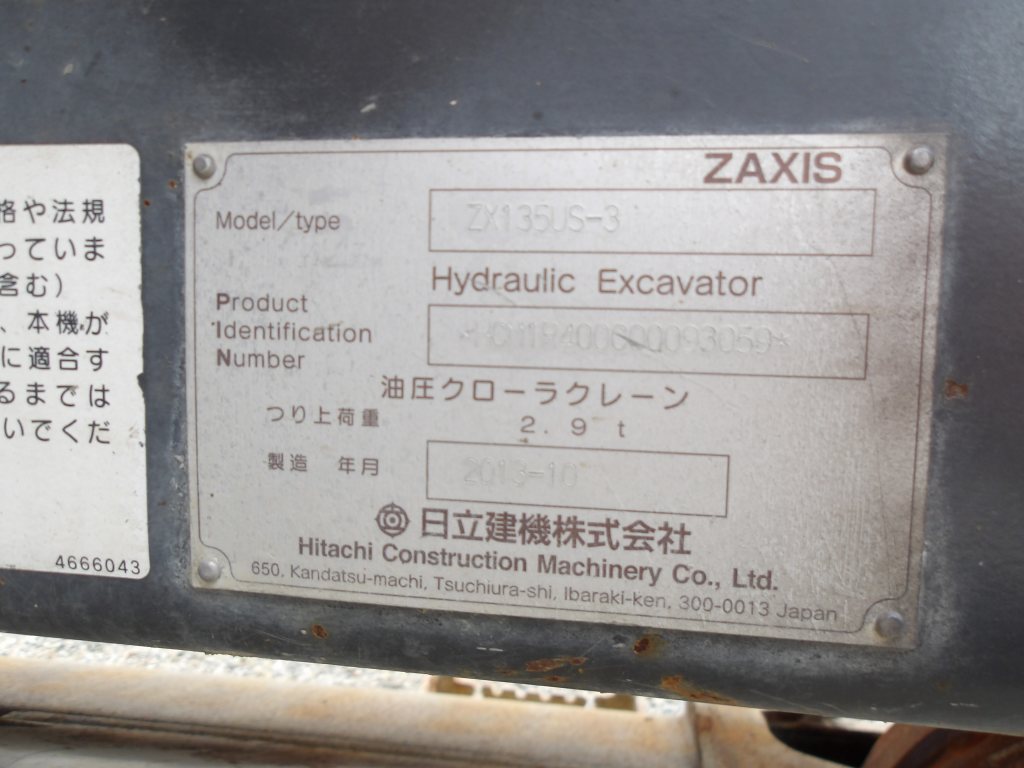 格や法規
っていま
含む)
、本機が
に適合す
るまでは
いでくだ
4666043
ZAXIS
Model/type ZX135US-3
Hydraulic Excavator
Product
Identification
Number
油圧クローラクレーン
つり上荷重 2.9 t
製造 年月 2013-10
日立建機株式会社
Hitachi Construction Machinery Co., Ltd.
650, Kandatsu-machi, Tsuchiura-shi, Ibaraki-ken, 300-0013 Japan